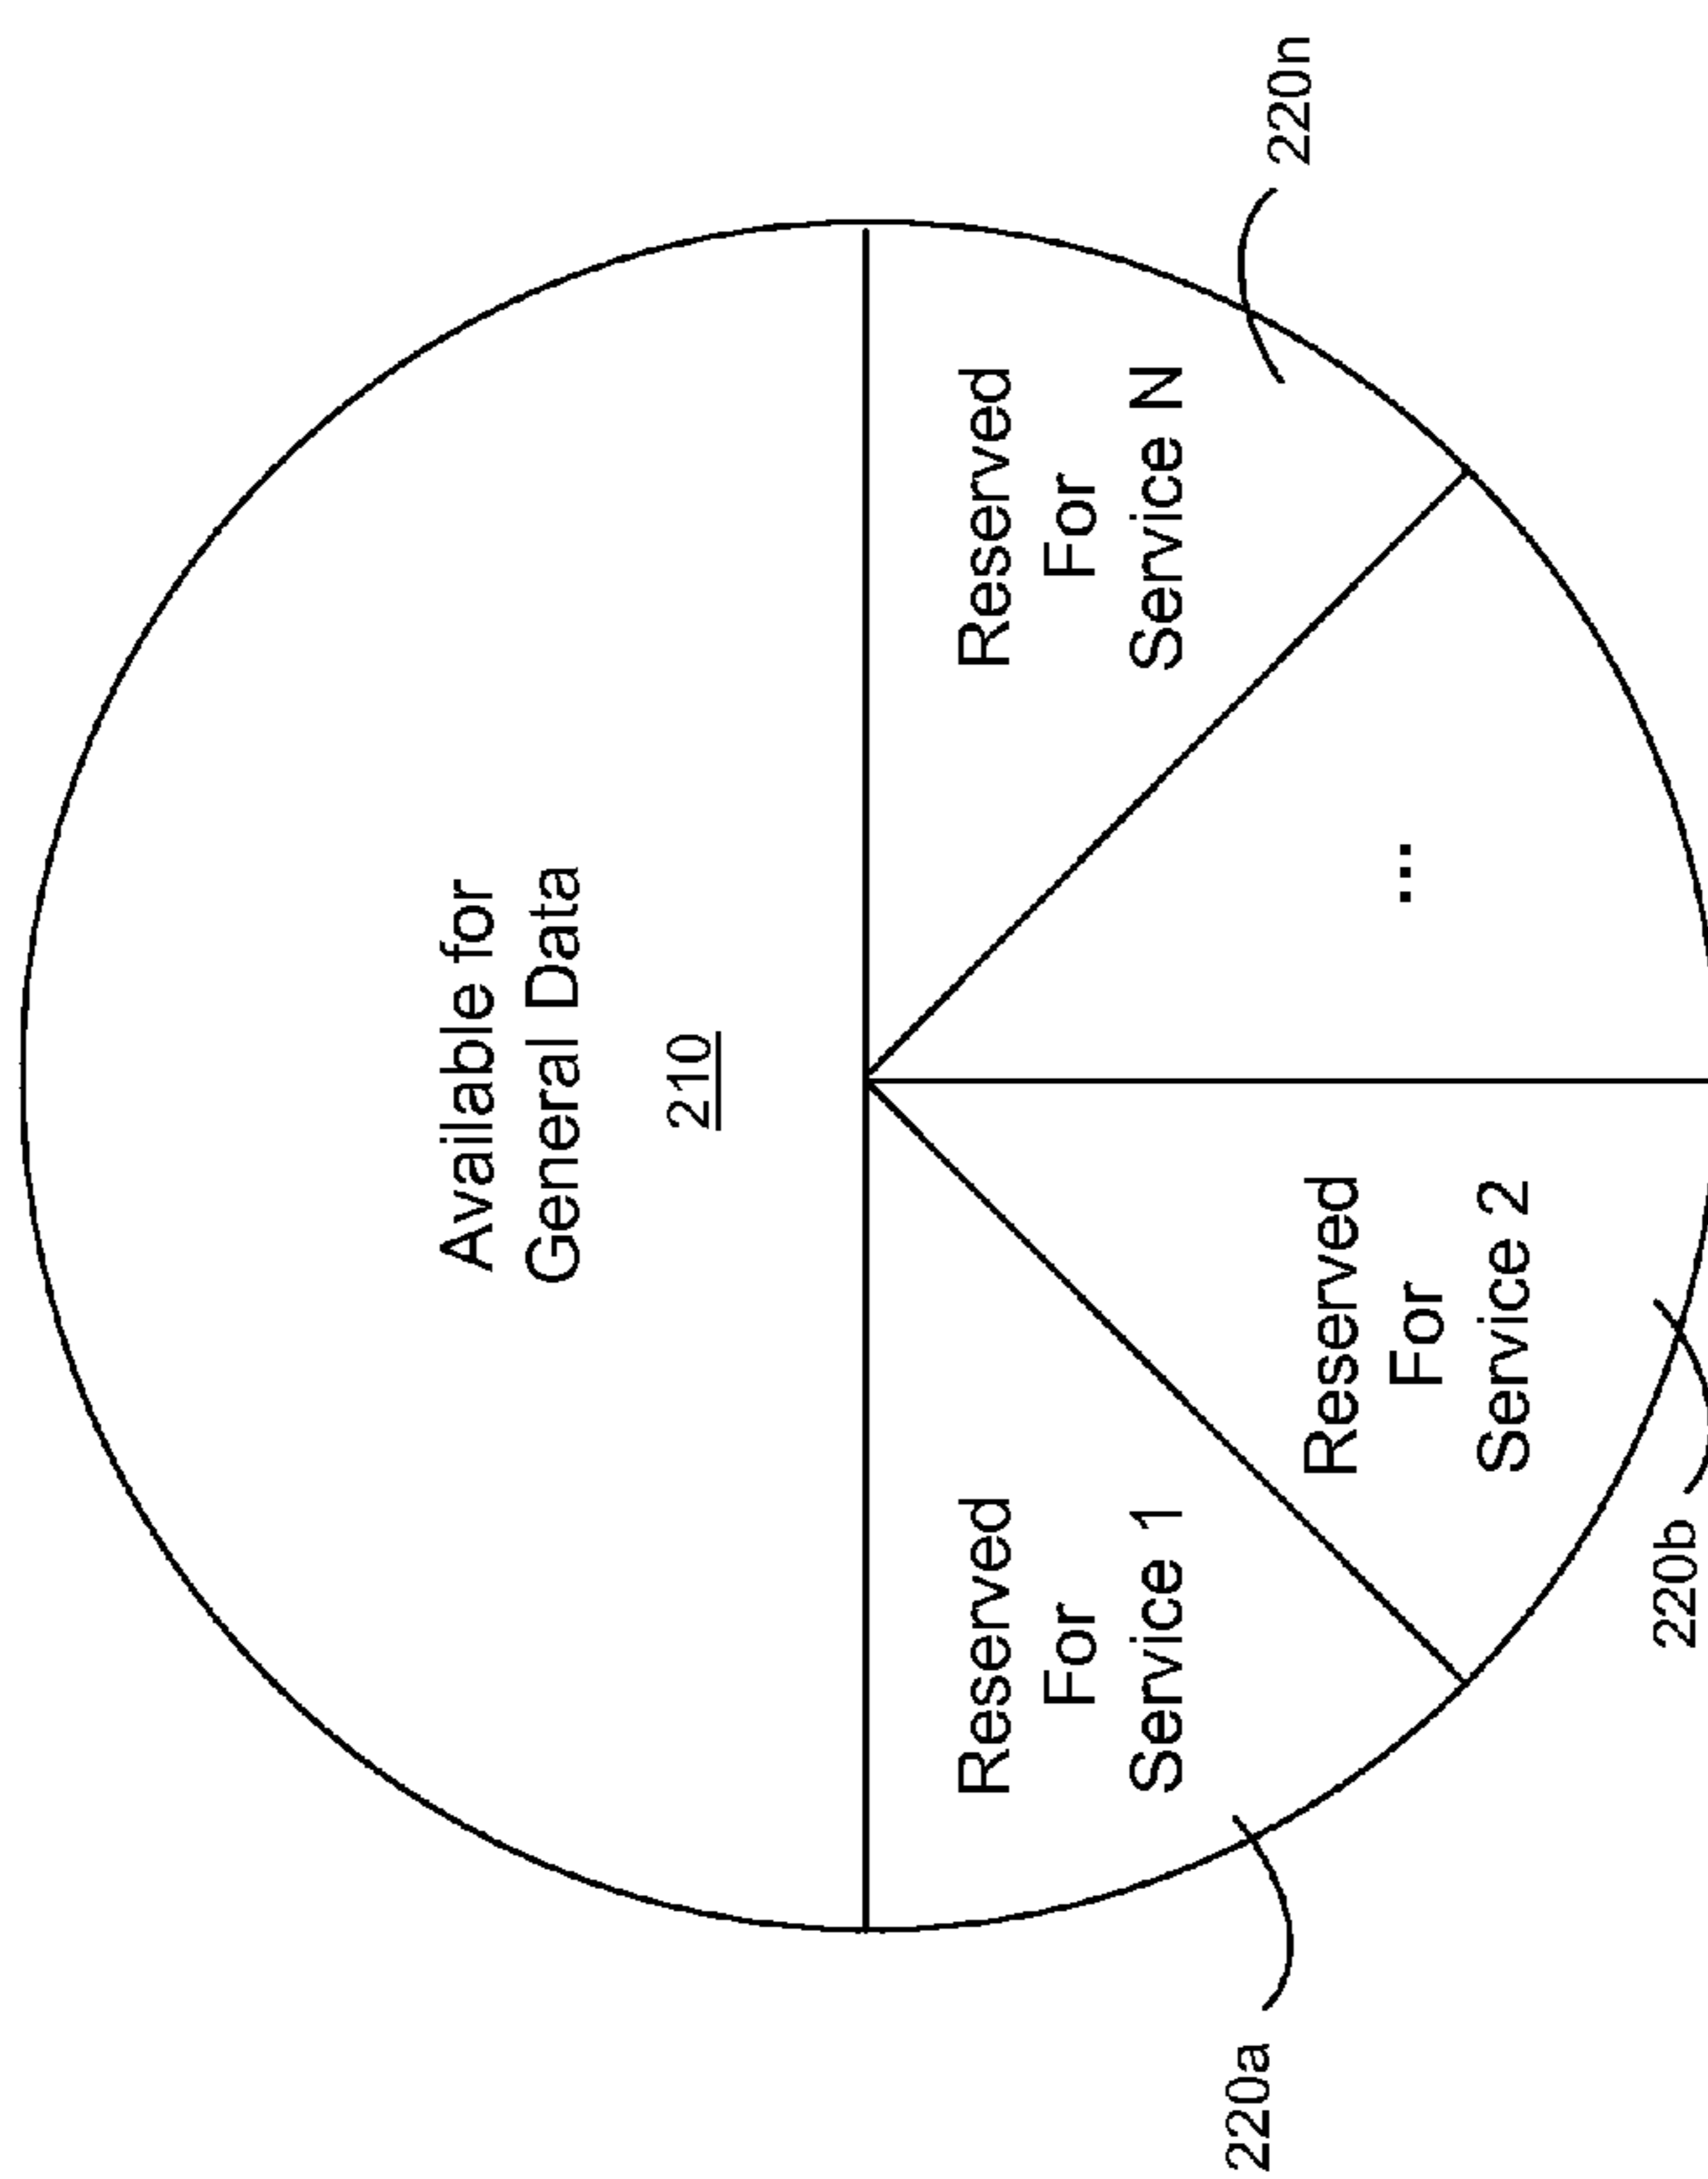 Available for
General Data
210
Reserved
For
Service 1
Reserved
For
Service 2
...
Reserved
For
Service N
220a
220b
220n